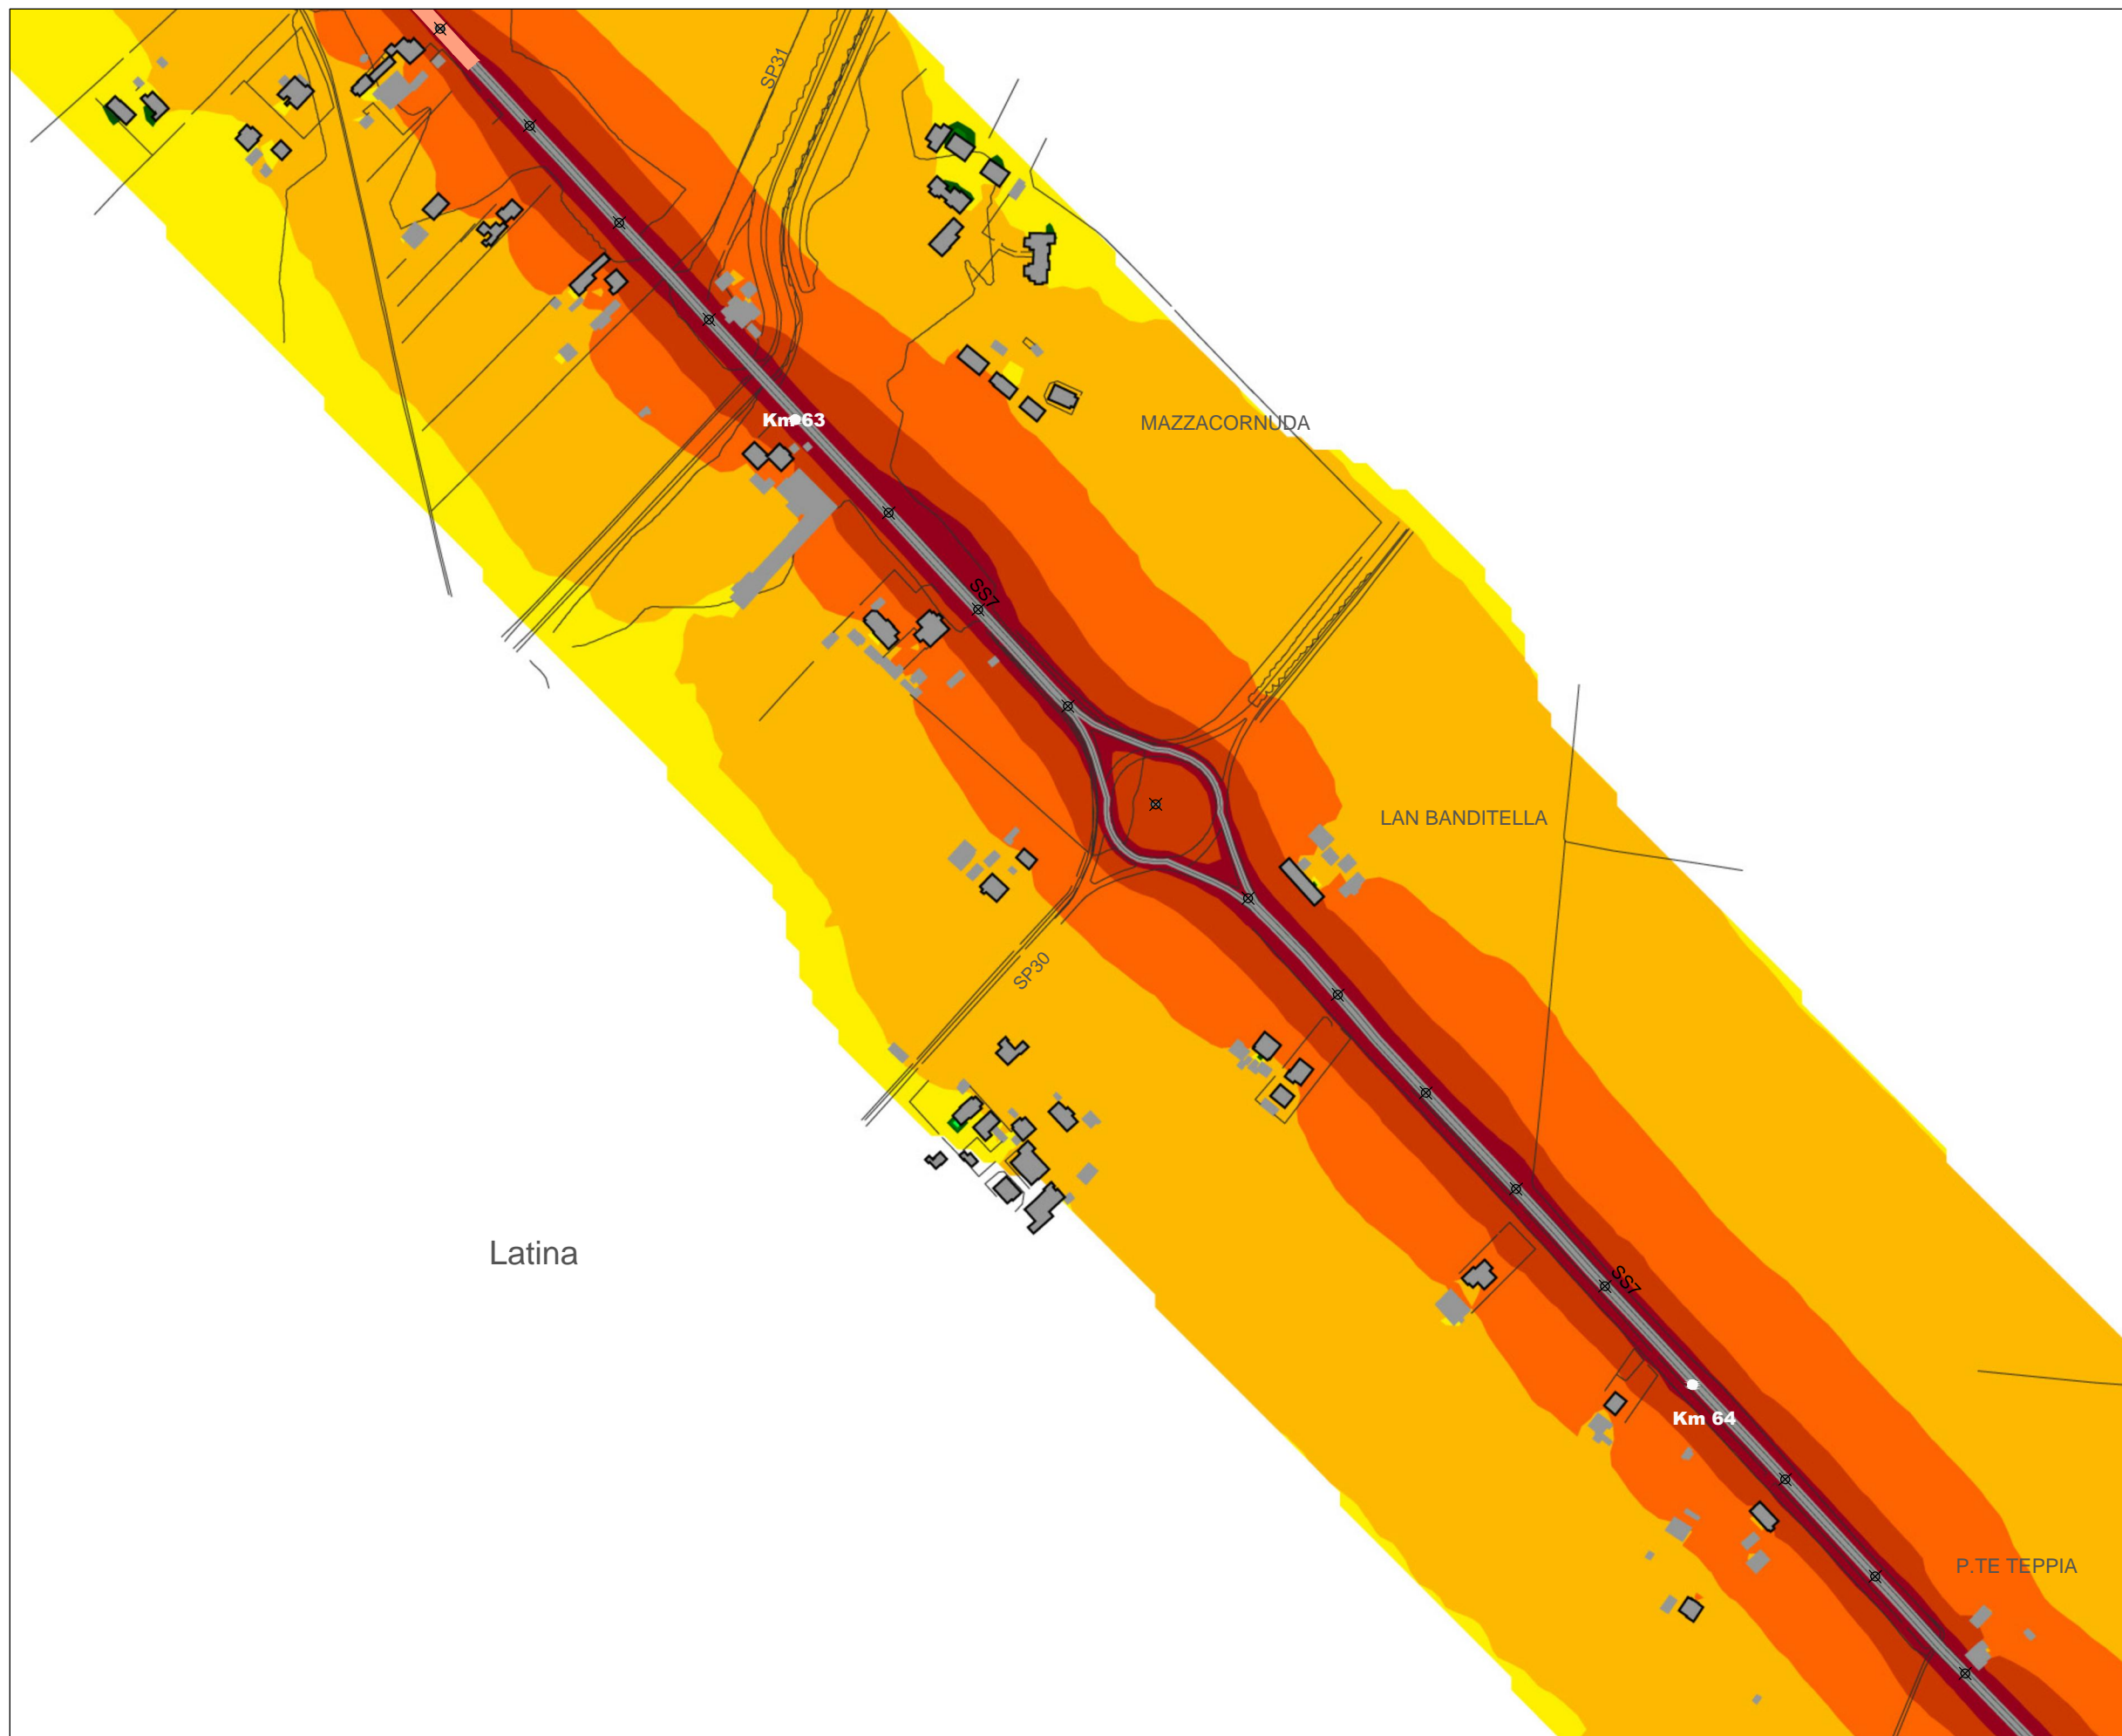 SP31
Km 63
MAZZACORNUDA
SS7
LAN BANDITELLA
SP30
Latina
SS7
Km 64
P.TE TEPPIA